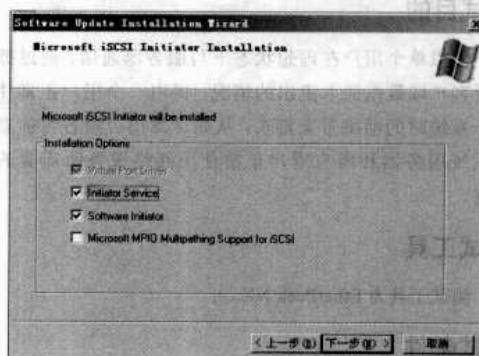 Software Update Installation Wizard
Microsoft iSCSI Initiator Installation
Microsoft iSCSI Initiator will be installed
Installation Options
Virtual Port Driver
Initiator Service
Software Initiator
Microsoft MPIO Multipathing Support for iSCSI
< 上一步(B)
下一步(N) >
取消